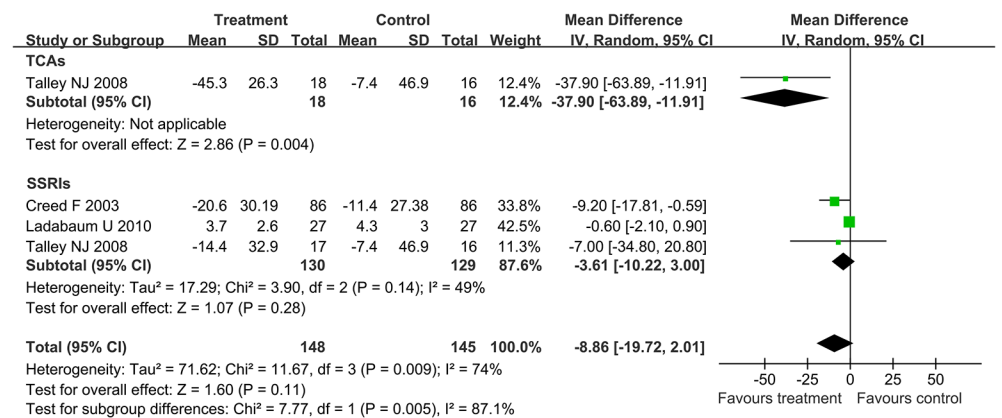 Treatment Control Mean Difference Mean Difference
Study or Subgroup Mean SD Total Mean SD Total Weight IV, Random, 95% CI IV, Random, 95% CI
TCAs
Talley NJ 2008 -45.3 26.3 18 -7.4 46.9 16 12.4% -37.90 [-63.89, -11.91]
Subtotal (95% CI) 18 16 12.4% -37.90 [-63.89, -11.91]
Heterogeneity: Not applicable
Test for overall effect: Z = 2.86 (P = 0.004)
SSRIs
Creed F 2003 -20.6 30.19 86 -11.4 27.38 86 33.8% -9.20 [-17.81, -0.59]
Ladabaum U 2010 3.7 2.6 27 4.3 3 27 42.5% -0.60 [-2.10, 0.90]
Talley NJ 2008 -14.4 32.9 17 -7.4 46.9 16 11.3% -7.00 [-34.80, 20.80]
Subtotal (95% CI) 130 129 87.6% -3.61 [-10.22, 3.00]
Heterogeneity: Tau² = 17.29; Chi² = 3.90, df = 2 (P = 0.14); I² = 49%
Test for overall effect: Z = 1.07 (P = 0.28)
Total (95% CI) 148 145 100.0% -8.86 [-19.72, 2.01]
Heterogeneity: Tau² = 71.62; Chi² = 11.67, df = 3 (P = 0.009); I² = 74%
Test for overall effect: Z = 1.60 (P = 0.11)
Test for subgroup differences: Chi² = 7.77, df = 1 (P = 0.005), I² = 87.1%
-50 -25 0 25 50
Favours treatment Favours control